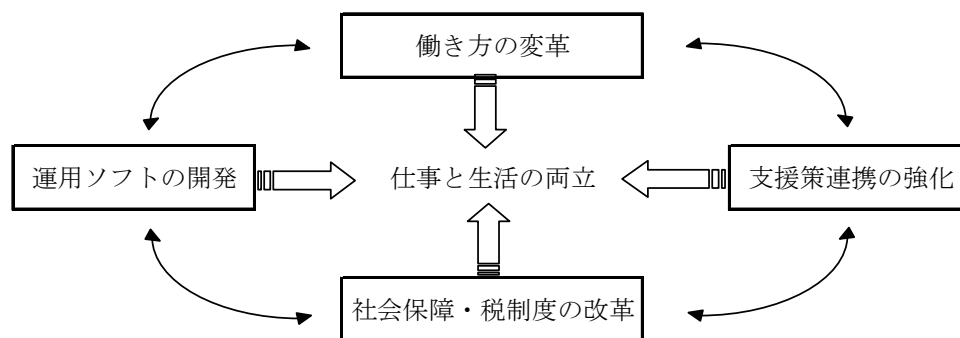 働き方の変革
運用ソフトの開発
仕事と生活の両立
支援策連携の強化
社会保障・税制度の改革